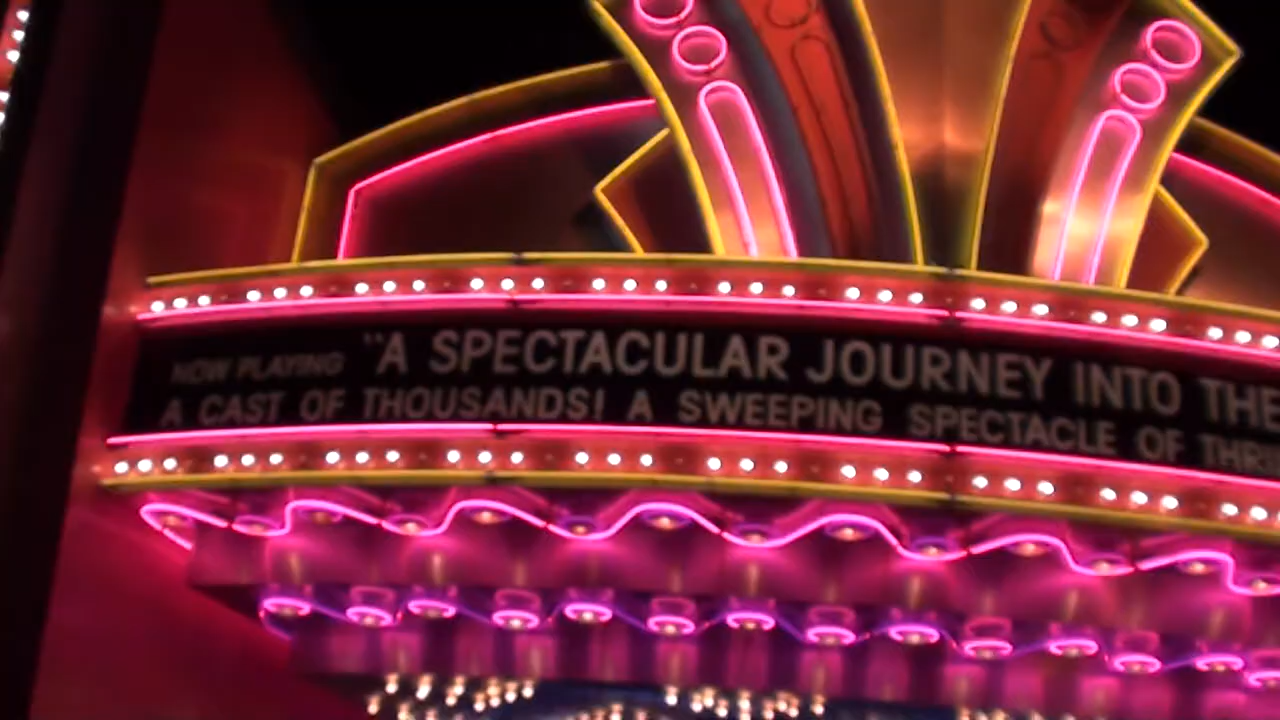 NOW PLAYING "A SPECTACULAR JOURNEY INTO THE
A CAST OF THOUSANDS! A SWEEPING SPECTACLE OF